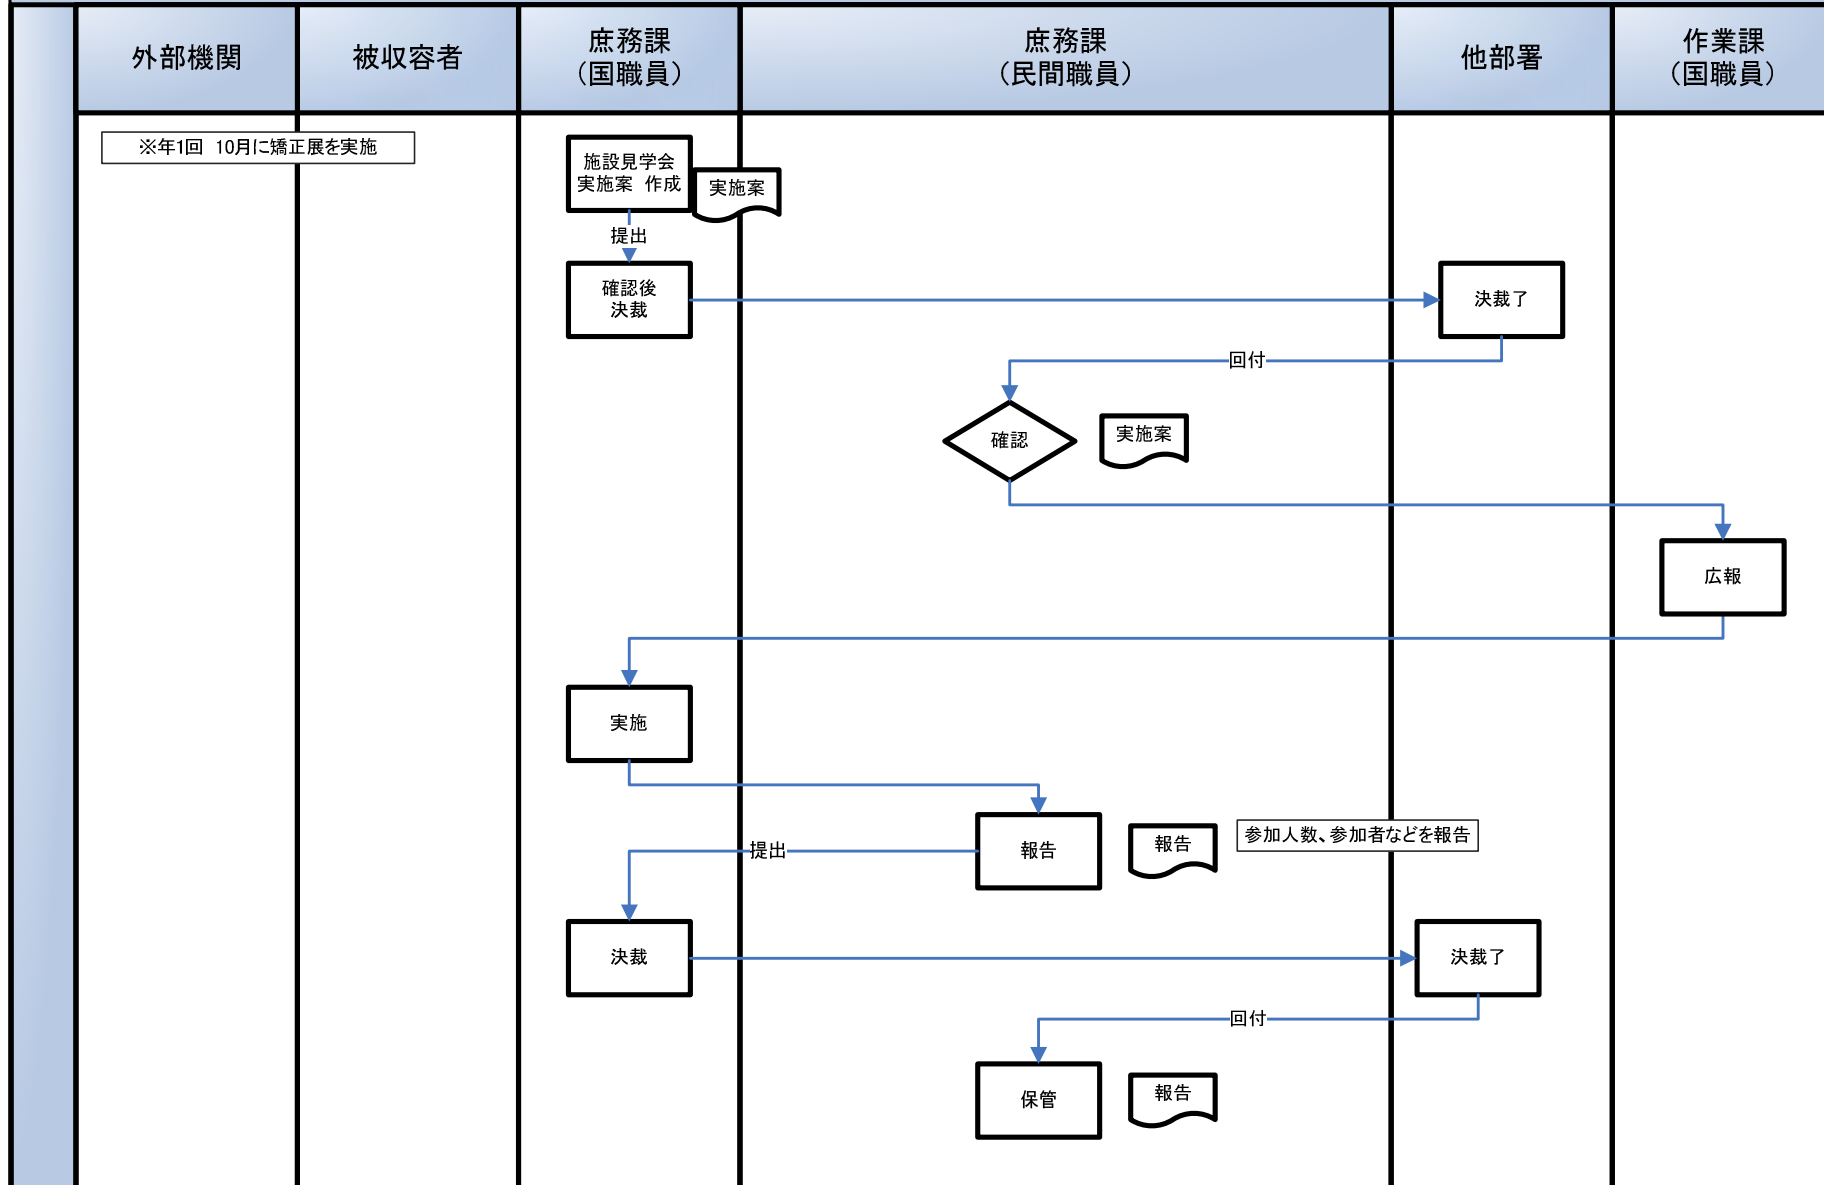 外部機関
被収容者
庶務課
（国職員）
庶務課
（民間職員）
他部署
作業課
（国職員）
※年1回　10月に矯正展を実施
施設見学会
実施案　作成
実施案
提出
確認後
決裁
決裁了
回付
確認
実施案
広報
実施
報告
報告
参加人数、参加者などを報告
提出
決裁
決裁了
回付
保管
報告